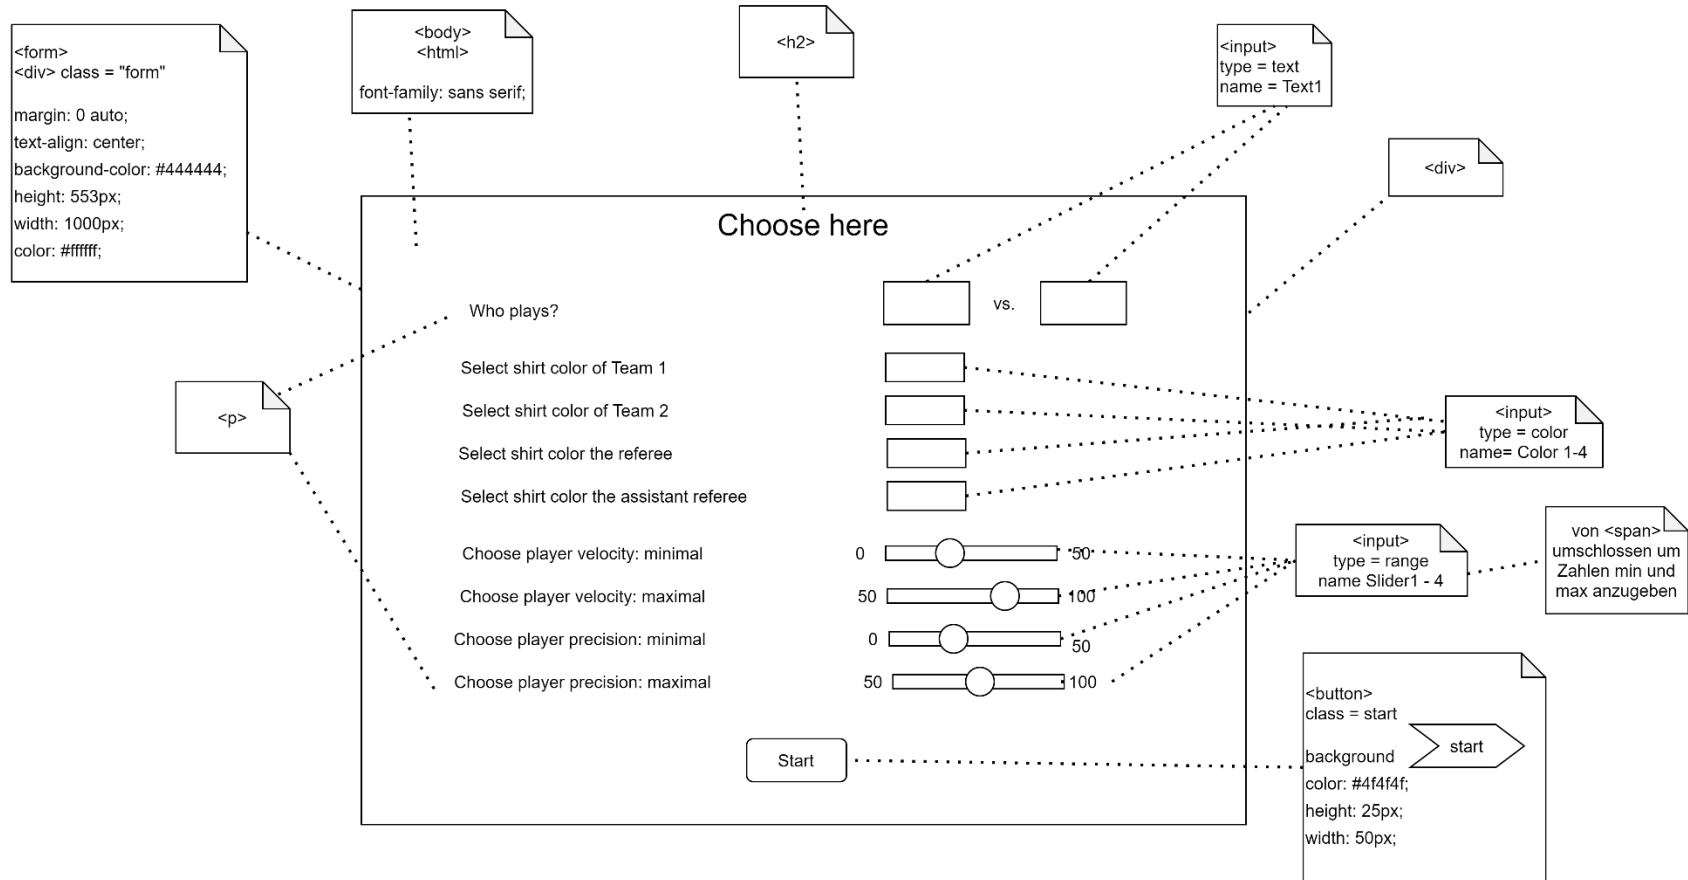 <form>
<div> class = "form"
margin: 0 auto;
text-align: center;
background-color: #444444;
height: 553px;
width: 1000px;
color: #ffffff;
<body>
<html>
font-family: sans serif;
<h2>
<input>
type = text
name = Text1
<div>
Choose here
Who plays?
vs.
<p>
Select shirt color of Team 1
Select shirt color of Team 2
Select shirt color the referee
Select shirt color the assistant referee
<input>
type = color
name= Color 1-4
Choose player velocity: minimal
0
50
Choose player velocity: maximal
50
100
Choose player precision: minimal
0
50
Choose player precision: maximal
50
100
<input>
type = range
name Slider1 - 4
von <span>
umschlossen um
Zahlen min und
max anzugeben
Start
<button>
class = start
start
background
color: #4f4f4f;
height: 25px;
width: 50px;